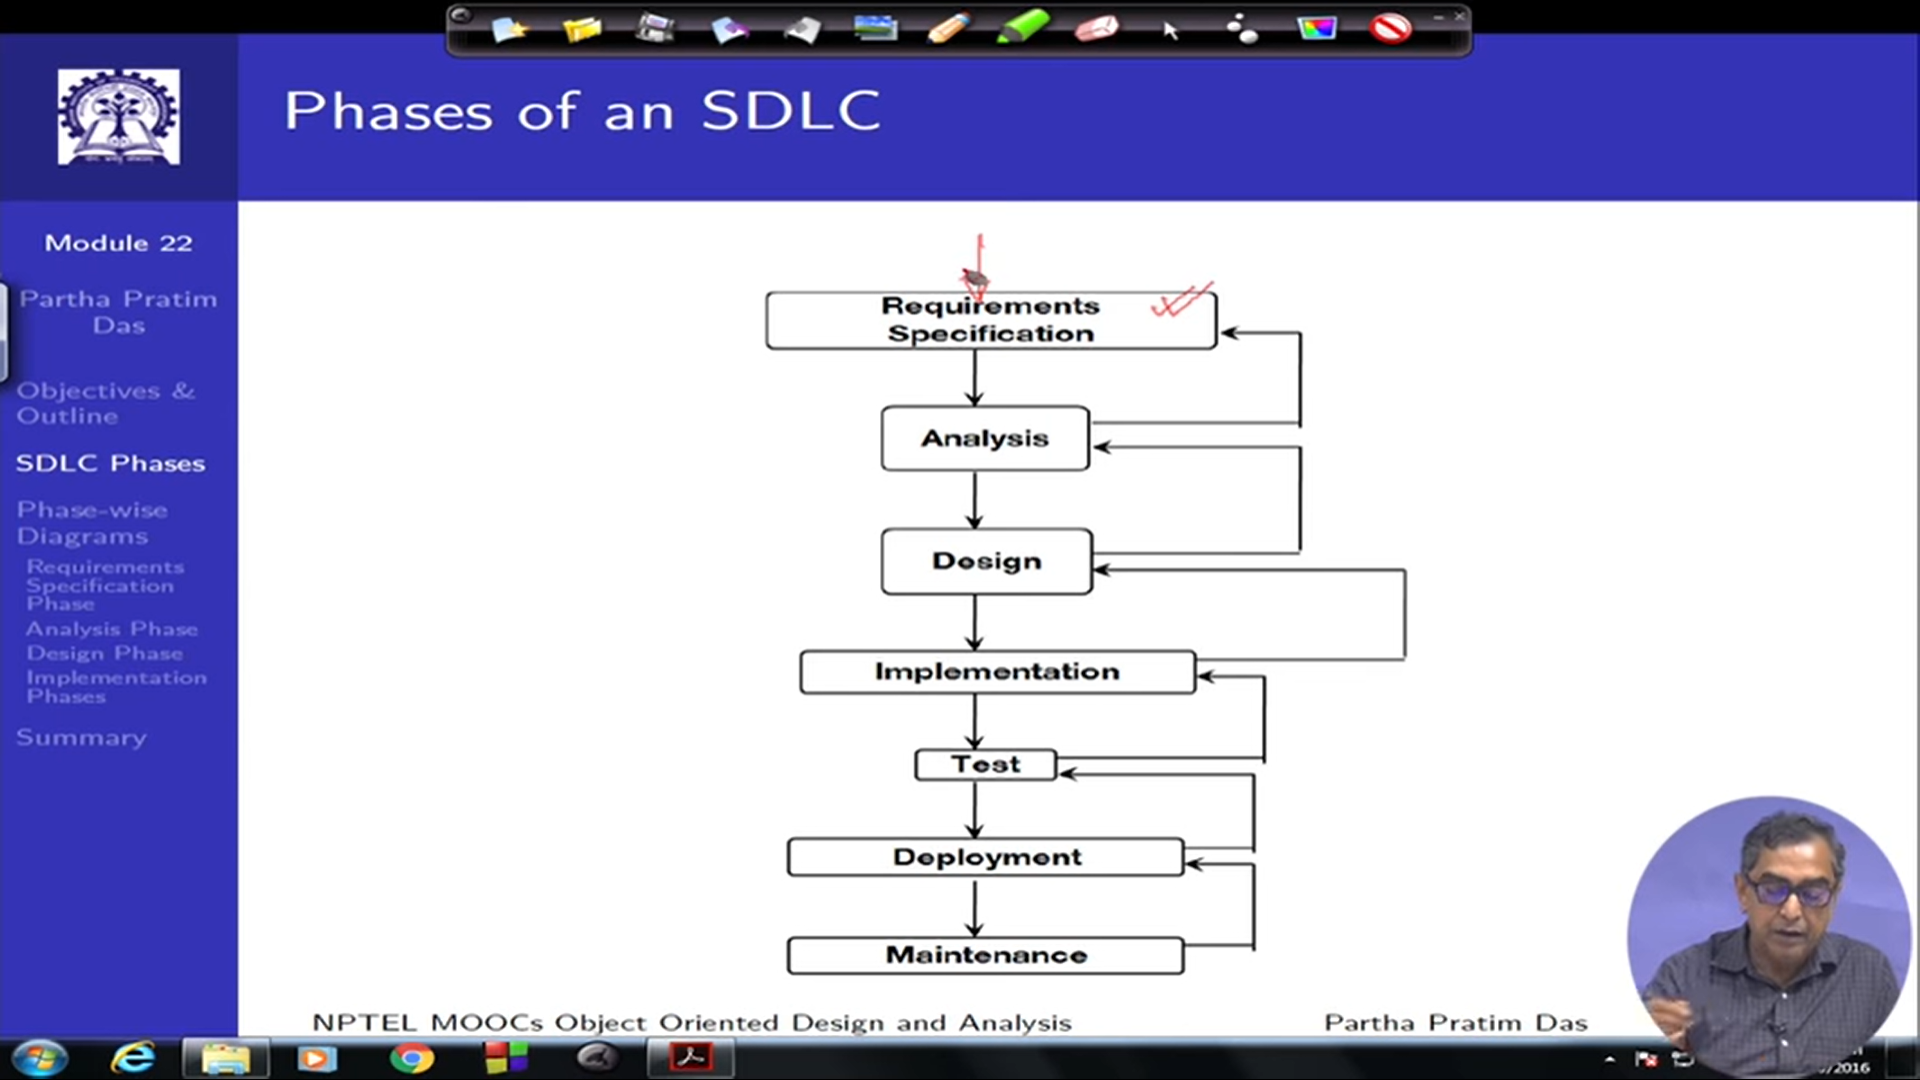 Phases of an SDLC
Module 22
Partha Pratim
Das
Objectives &
Outline
SDLC Phases
Phase-wise
Diagrams
Requirements
Specification
Phase
Analysis Phase
Design Phase
Implementation
Phases
Summary
Requirements
Specification
Analysis
Design
Implementation
Test
Deployment
Maintenance
NPTEL MOOCs Object Oriented Design and Analysis
Partha Pratim Das